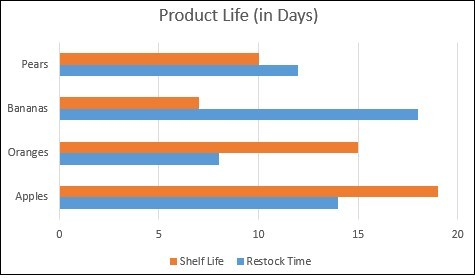 Product Life (in Days)
Pears
Bananas
Oranges
Apples
0 5 10 15 20
Shelf Life Restock Time